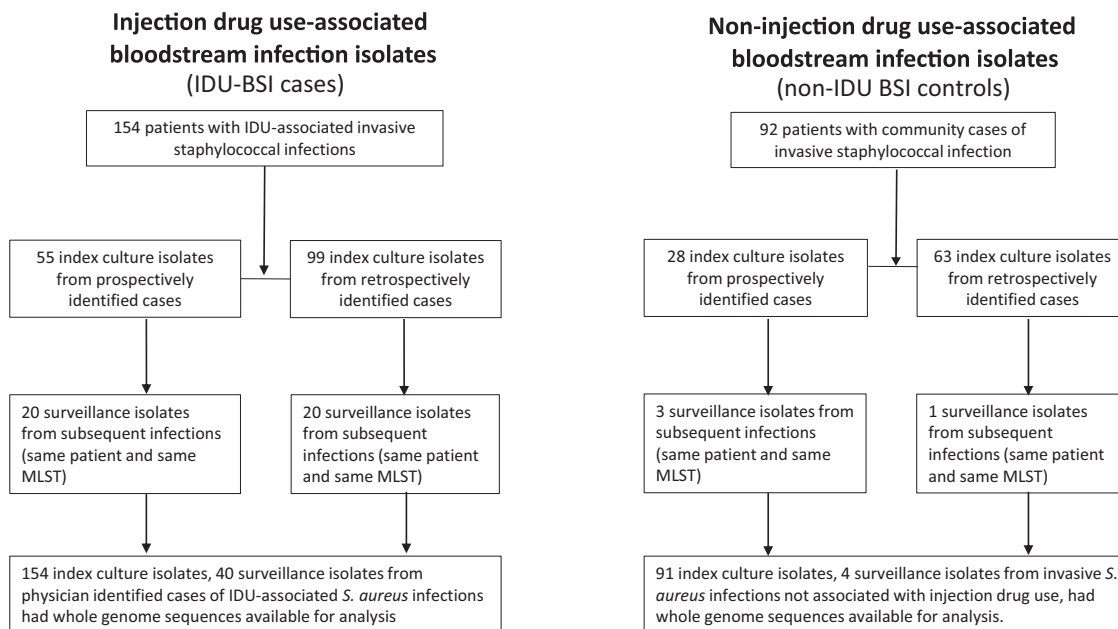 Injection drug use-associated
bloodstream infection isolates
(IDU-BSI cases)
154 patients with IDU-associated invasive
staphylococcal infections
55 index culture isolates
from prospectively
identified cases
99 index culture isolates
from retrospectively
identified cases
20 surveillance isolates
from subsequent infections
(same patient and same
MLST)
20 surveillance isolates
from subsequent
infections (same patient
and same MLST)
154 index culture isolates, 40 surveillance isolates from
physician identified cases of IDU-associated S. aureus infections
had whole genome sequences available for analysis
Non-injection drug use-associated
bloodstream infection isolates
(non-IDU BSI controls)
92 patients with community cases of
invasive staphylococcal infection
28 index culture isolates
from prospectively
identified cases
63 index culture isolates
from retrospectively
identified cases
3 surveillance isolates from
subsequent infections
(same patient and same
MLST)
1 surveillance isolates
from subsequent
infections (same patient
and same MLST)
91 index culture isolates, 4 surveillance isolates from invasive S.
aureus infections not associated with injection drug use, had
whole genome sequences available for analysis.